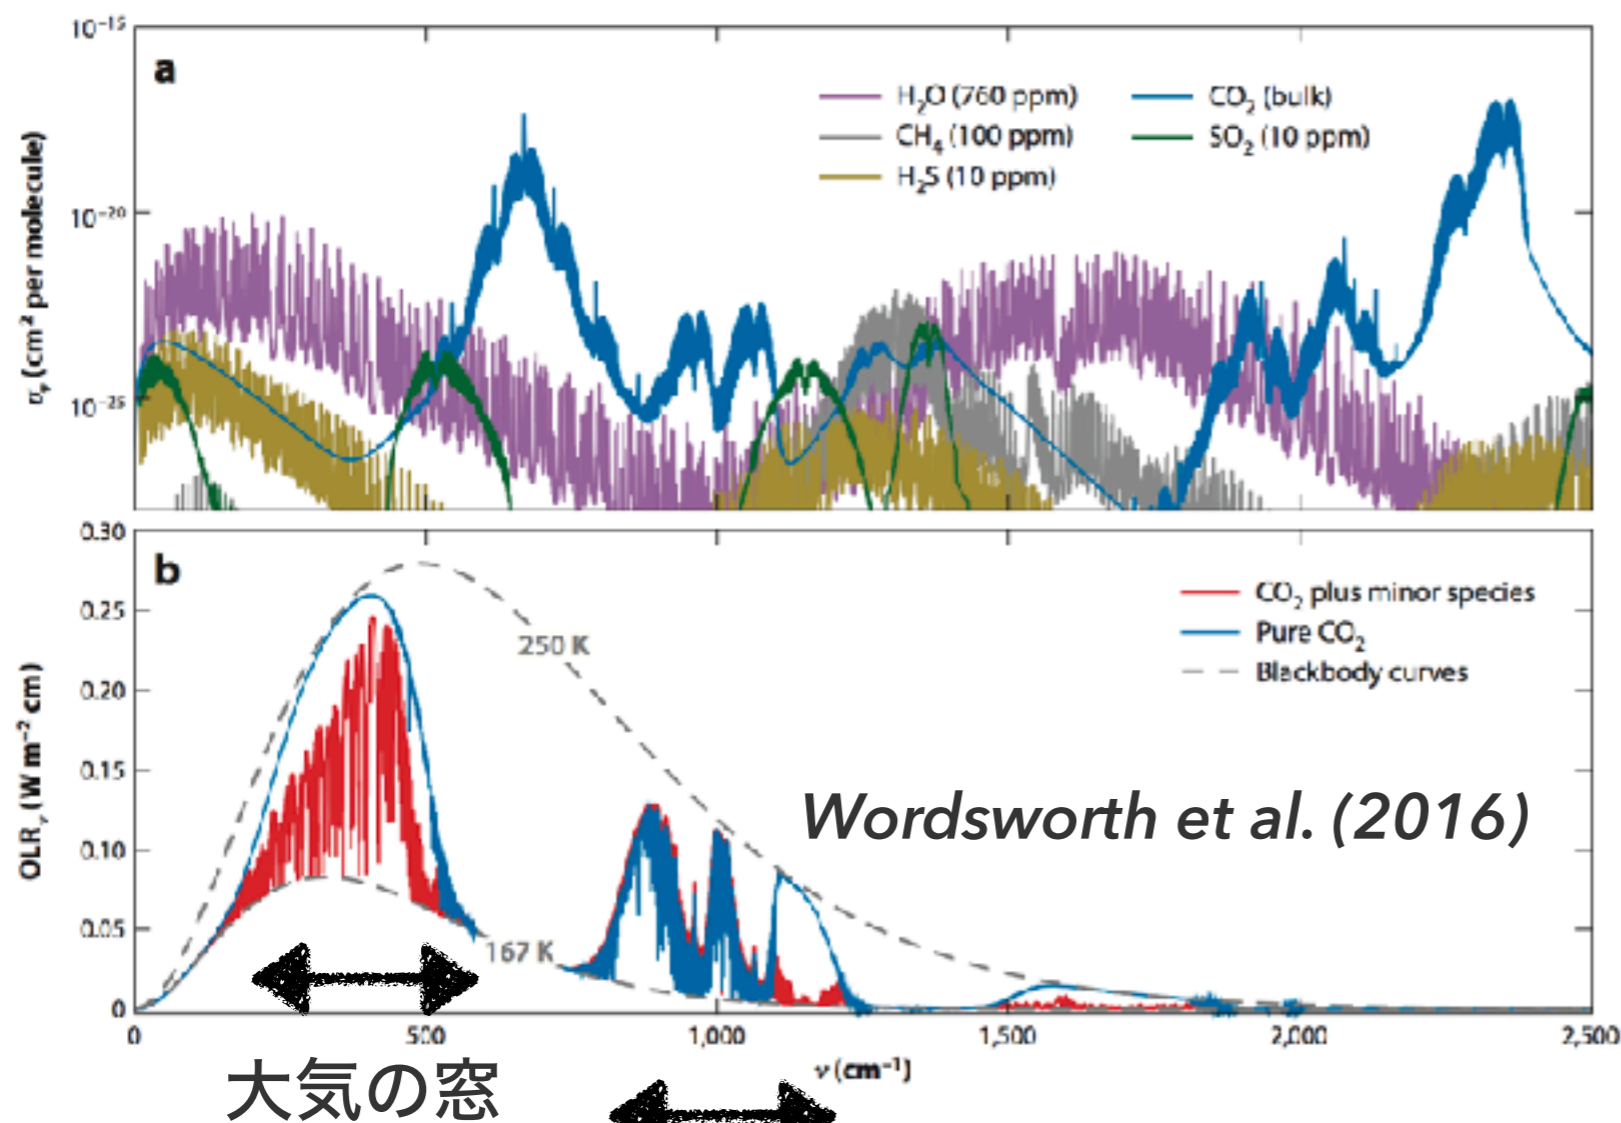 10⁻¹⁵
a
H₂O (760 ppm)
CO₂ (bulk)
CH₄ (100 ppm)
SO₂ (10 ppm)
H₂S (10 ppm)
10⁻²⁰
10⁻²⁵
σᵥ (cm² per molecule)
0.30
b
CO₂ plus minor species
0.25
Pure CO₂
250 K
Blackbody curves
0.20
OLRᵥ (W m⁻² cm)
0.15
Wordsworth et al. (2016)
0.10
0.05
167 K
0
0 500 1,000 1,500 2,000 2,500
ν (cm⁻¹)
大気の窓